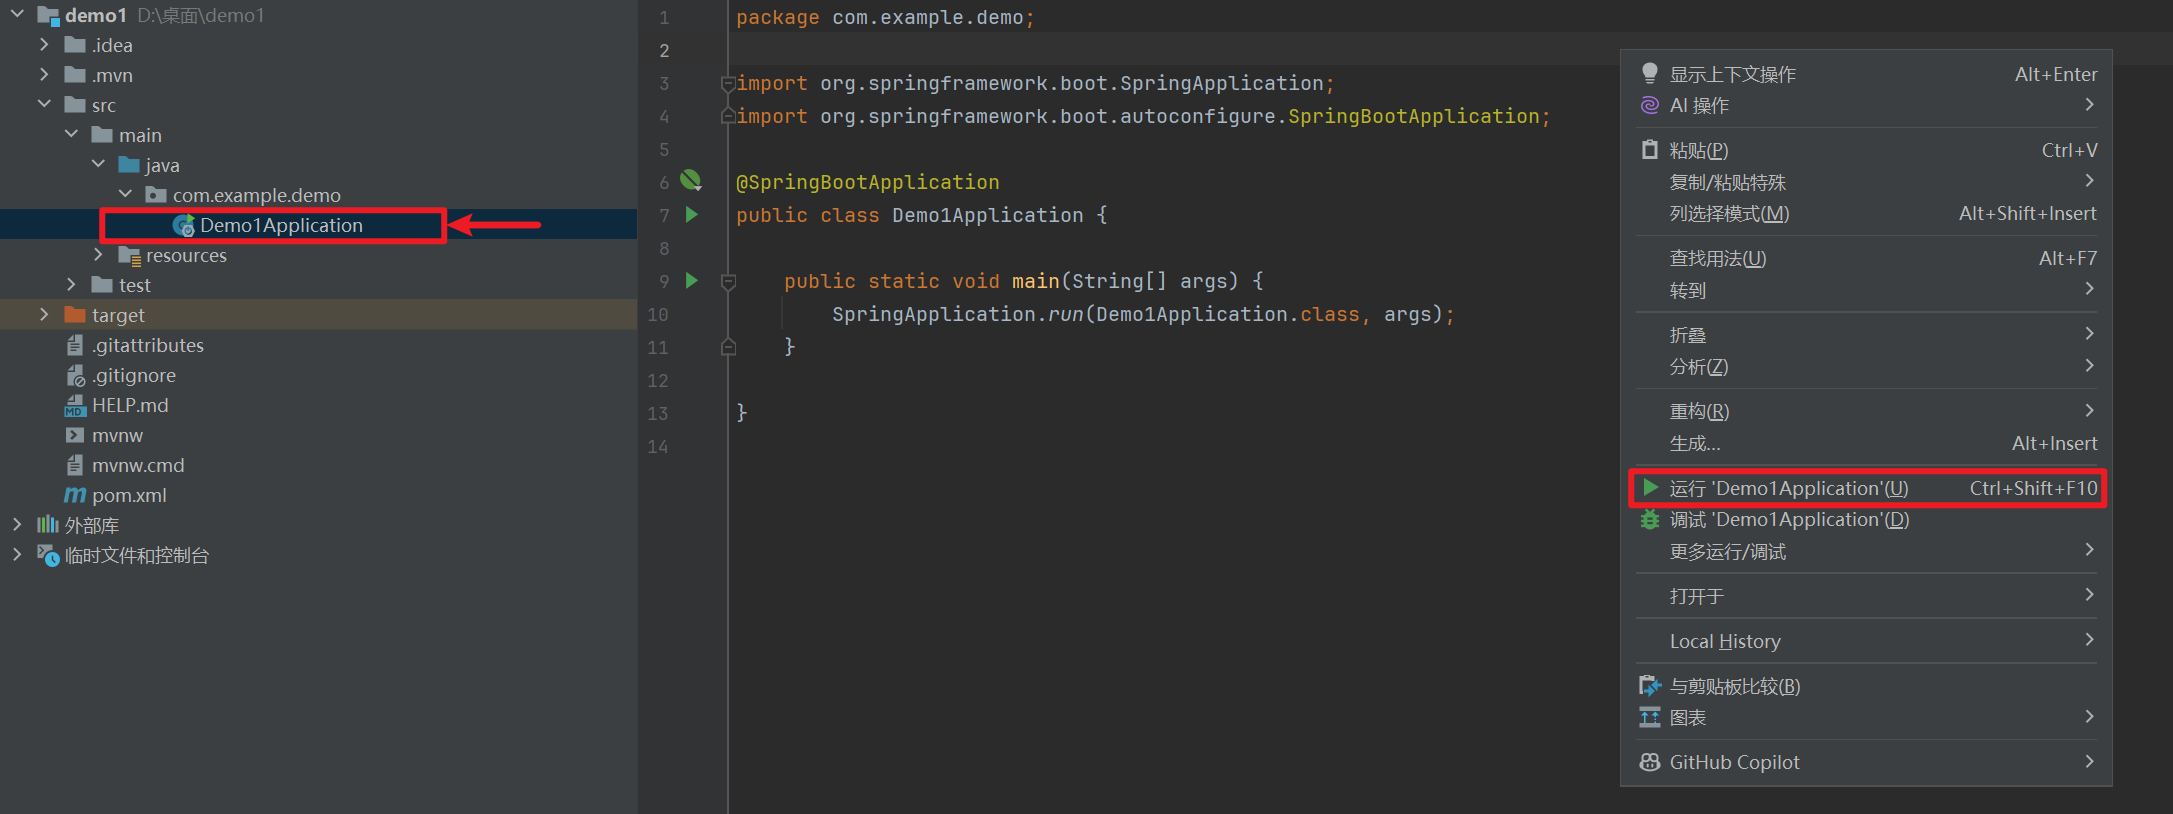 demo1 D:\桌面\demo1
.idea
.mvn
src
main
java
com.example.demo
Demo1Application
resources
test
target
.gitattributes
.gitignore
HELP.md
mvnw
mvnw.cmd
pom.xml
外部库
临时文件和控制台
1 package com.example.demo;
2
3 import org.springframework.boot.SpringApplication;
4 import org.springframework.boot.autoconfigure.SpringBootApplication;
5
6 @SpringBootApplication
7 public class Demo1Application {
8
9 public static void main(String[] args) {
10 SpringApplication.run(Demo1Application.class, args);
11 }
12
13 }
14
显示上下文操作 Alt+Enter
AI 操作
粘贴(P) Ctrl+V
复制/粘贴特殊
列选择模式(M) Alt+Shift+Insert
查找用法(U) Alt+F7
转到
折叠
分析(Z)
重构(R)
生成... Alt+Insert
运行 'Demo1Application'(U) Ctrl+Shift+F10
调试 'Demo1Application'(D)
更多运行/调试
打开于
Local History
与剪贴板比较(B)
图表
GitHub Copilot